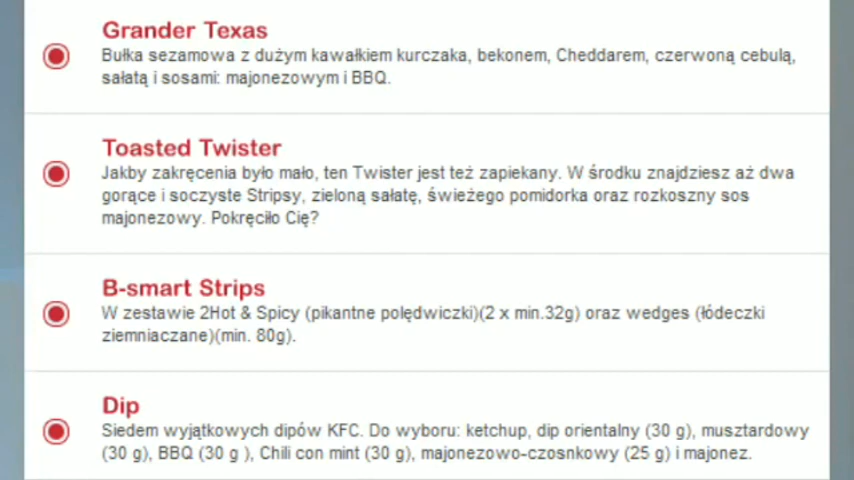 Grander Texas
Bułka sezamowa z dużym kawałkiem kurczaka, bekonem, Cheddarem, czerwoną cebulą,
sałatą i sosami: majonezowym i BBQ.
Toasted Twister
Jakby zakręcenia było mało, ten Twister jest też zapiekany. W środku znajdziesz aż dwa
gorące i soczyste Stripsy, zieloną sałatę, świeżego pomidorka oraz rozkoszny sos
majonezowy. Pokręciło Cię?
B-smart Strips
W zestawie 2Hot & Spicy (pikantne polędwiczki)(2 x min.32g) oraz wedges (łódeczki
ziemniaczane)(min. 80g).
Dip
Siedem wyjątkowych dipów KFC. Do wyboru: ketchup, dip orientalny (30 g), musztardowy
(30 g), BBQ (30 g ), Chili con mint (30 g), majonezowo-czosnkowy (25 g) i majonez.